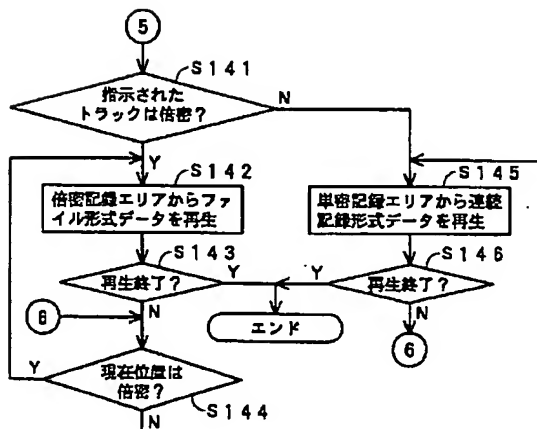 5
S141
指示された
トラックは倍密?
N
Y
S142
倍密記録エリアからファ
イル形式データを再生
S145
単密記録エリアから連続
記録形式データを再生
S143
再生終了?
Y
N
S146
再生終了?
Y
N
エンド
6
6
現在位置は
倍密?
Y
N
S144